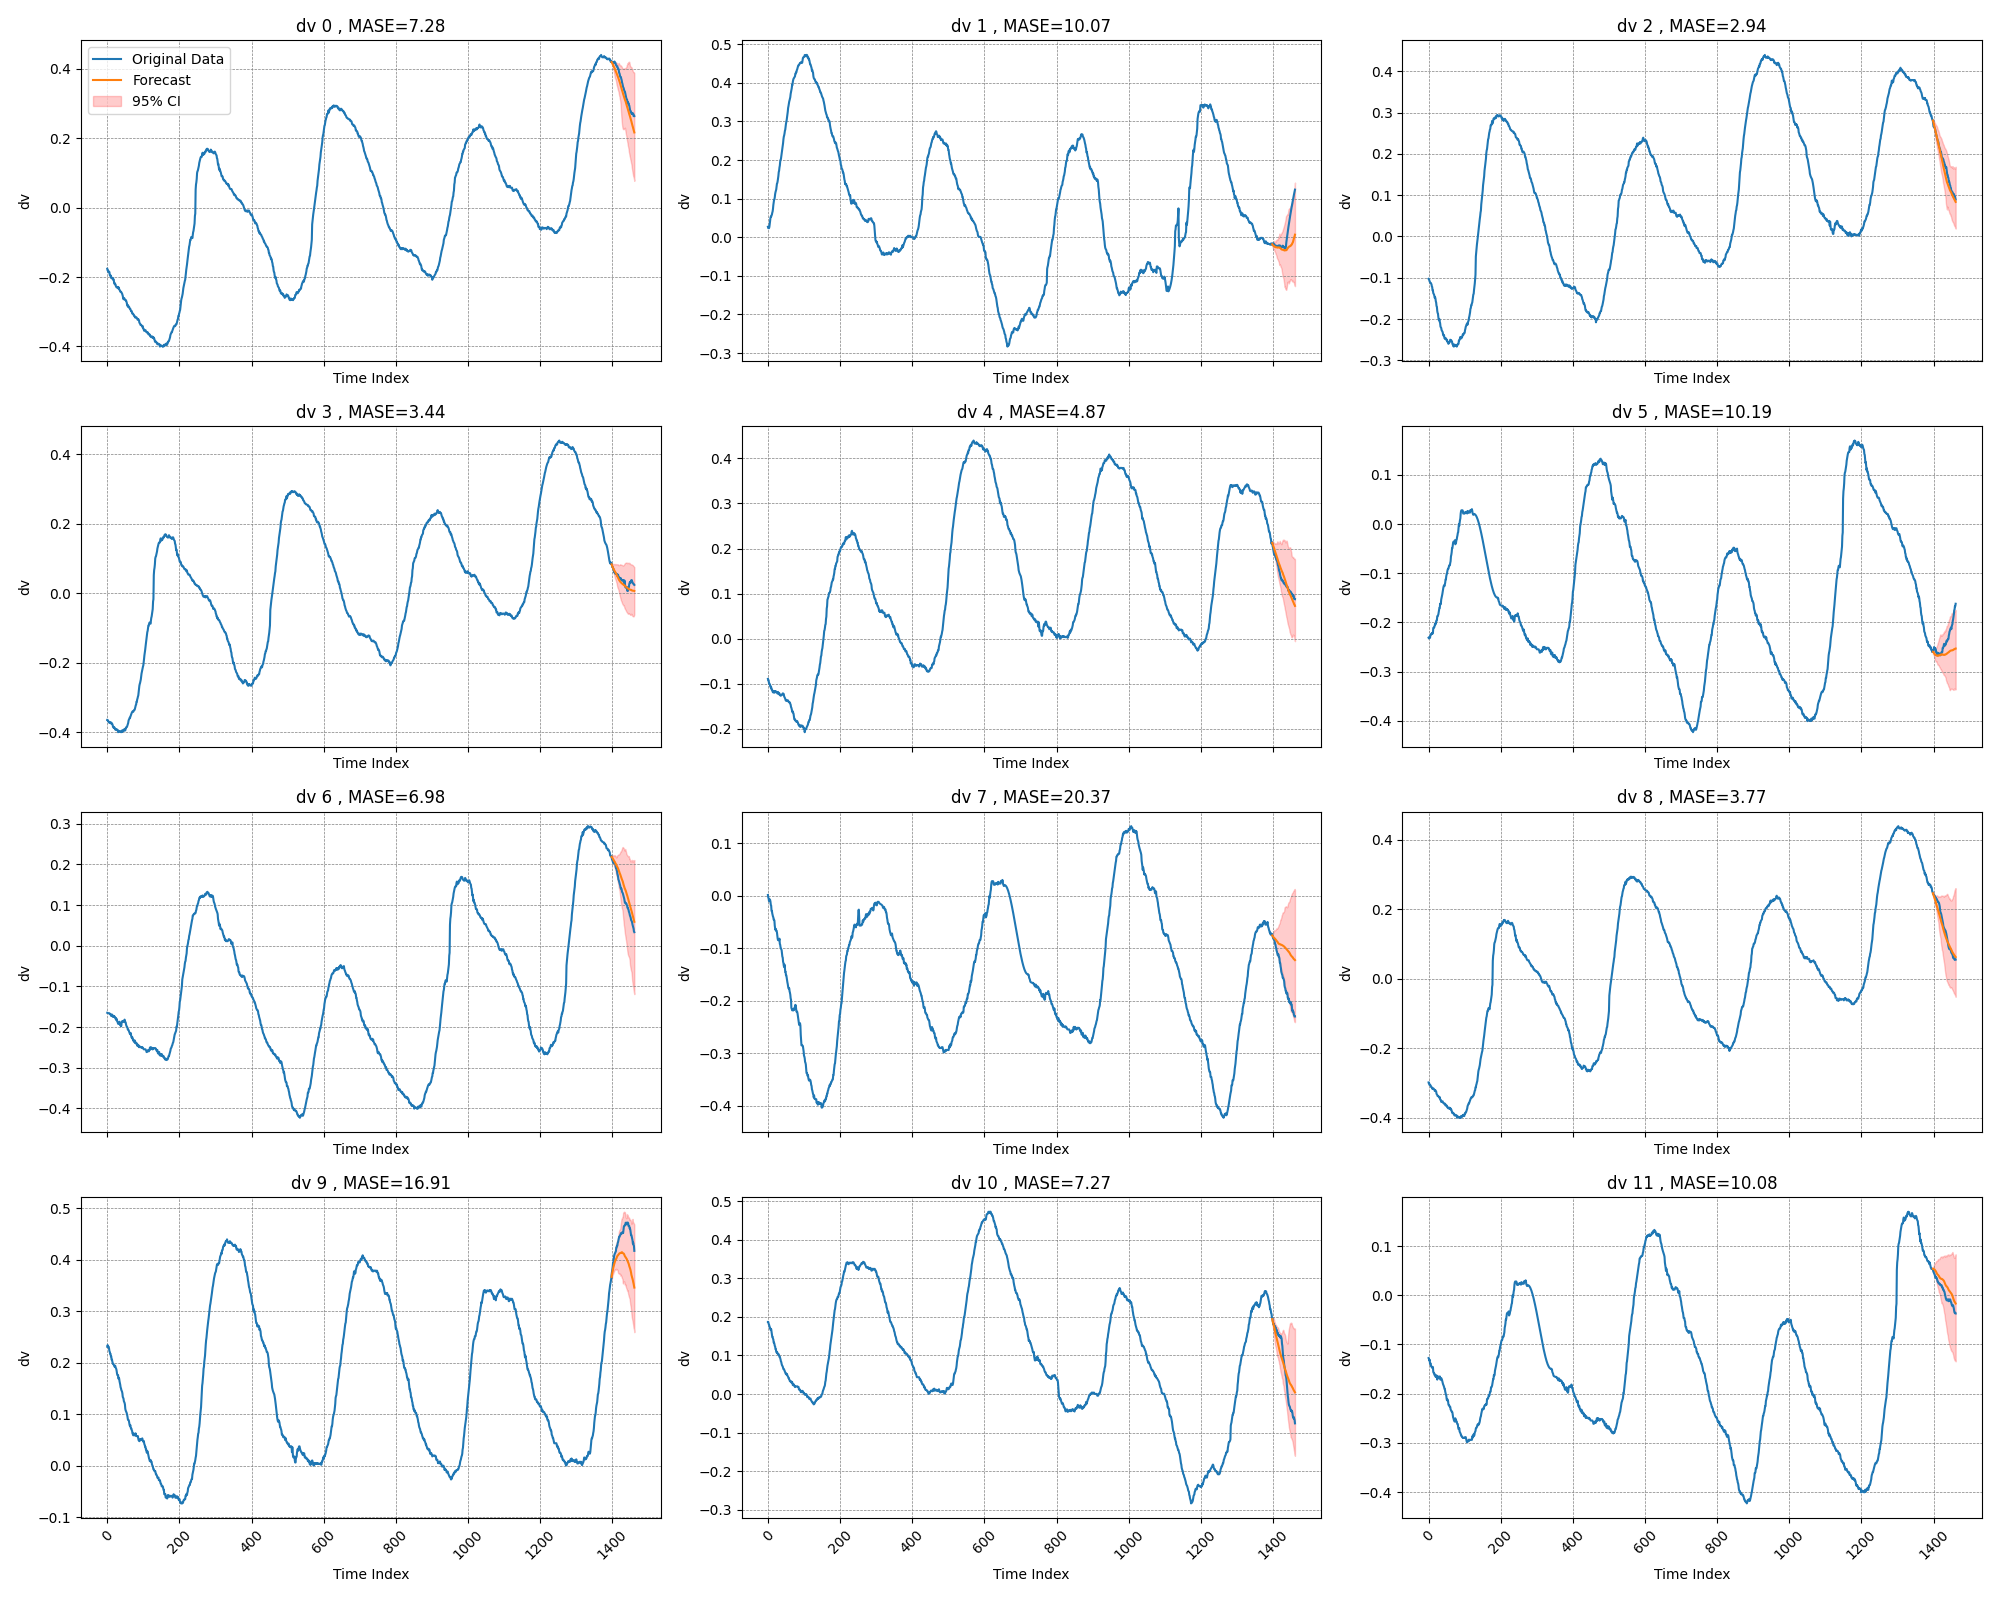 dv 0 , MASE=7.28
dv 1 , MASE=10.07
dv 2 , MASE=2.94
Original Data
Forecast
95% CI
0.4
0.2
0.0
−0.2
−0.4
dv
Time Index
0.5
0.4
0.3
0.2
0.1
0.0
−0.1
−0.2
−0.3
dv
Time Index
0.4
0.3
0.2
0.1
0.0
−0.1
−0.2
−0.3
dv
Time Index
dv 3 , MASE=3.44
dv 4 , MASE=4.87
dv 5 , MASE=10.19
0.4
0.2
0.0
−0.2
−0.4
dv
Time Index
0.4
0.3
0.2
0.1
0.0
−0.1
−0.2
dv
Time Index
0.1
0.0
−0.1
−0.2
−0.3
−0.4
dv
Time Index
dv 6 , MASE=6.98
dv 7 , MASE=20.37
dv 8 , MASE=3.77
0.3
0.2
0.1
0.0
−0.1
−0.2
−0.3
−0.4
dv
Time Index
0.1
0.0
−0.1
−0.2
−0.3
−0.4
dv
Time Index
0.4
0.2
0.0
−0.2
−0.4
dv
Time Index
dv 9 , MASE=16.91
dv 10 , MASE=7.27
dv 11 , MASE=10.08
0.5
0.4
0.3
0.2
0.1
0.0
−0.1
dv
0 200 400 600 800 1000 1200 1400
Time Index
0.5
0.4
0.3
0.2
0.1
0.0
−0.1
−0.2
−0.3
dv
0 200 400 600 800 1000 1200 1400
Time Index
0.1
0.0
−0.1
−0.2
−0.3
−0.4
dv
0 200 400 600 800 1000 1200 1400
Time Index